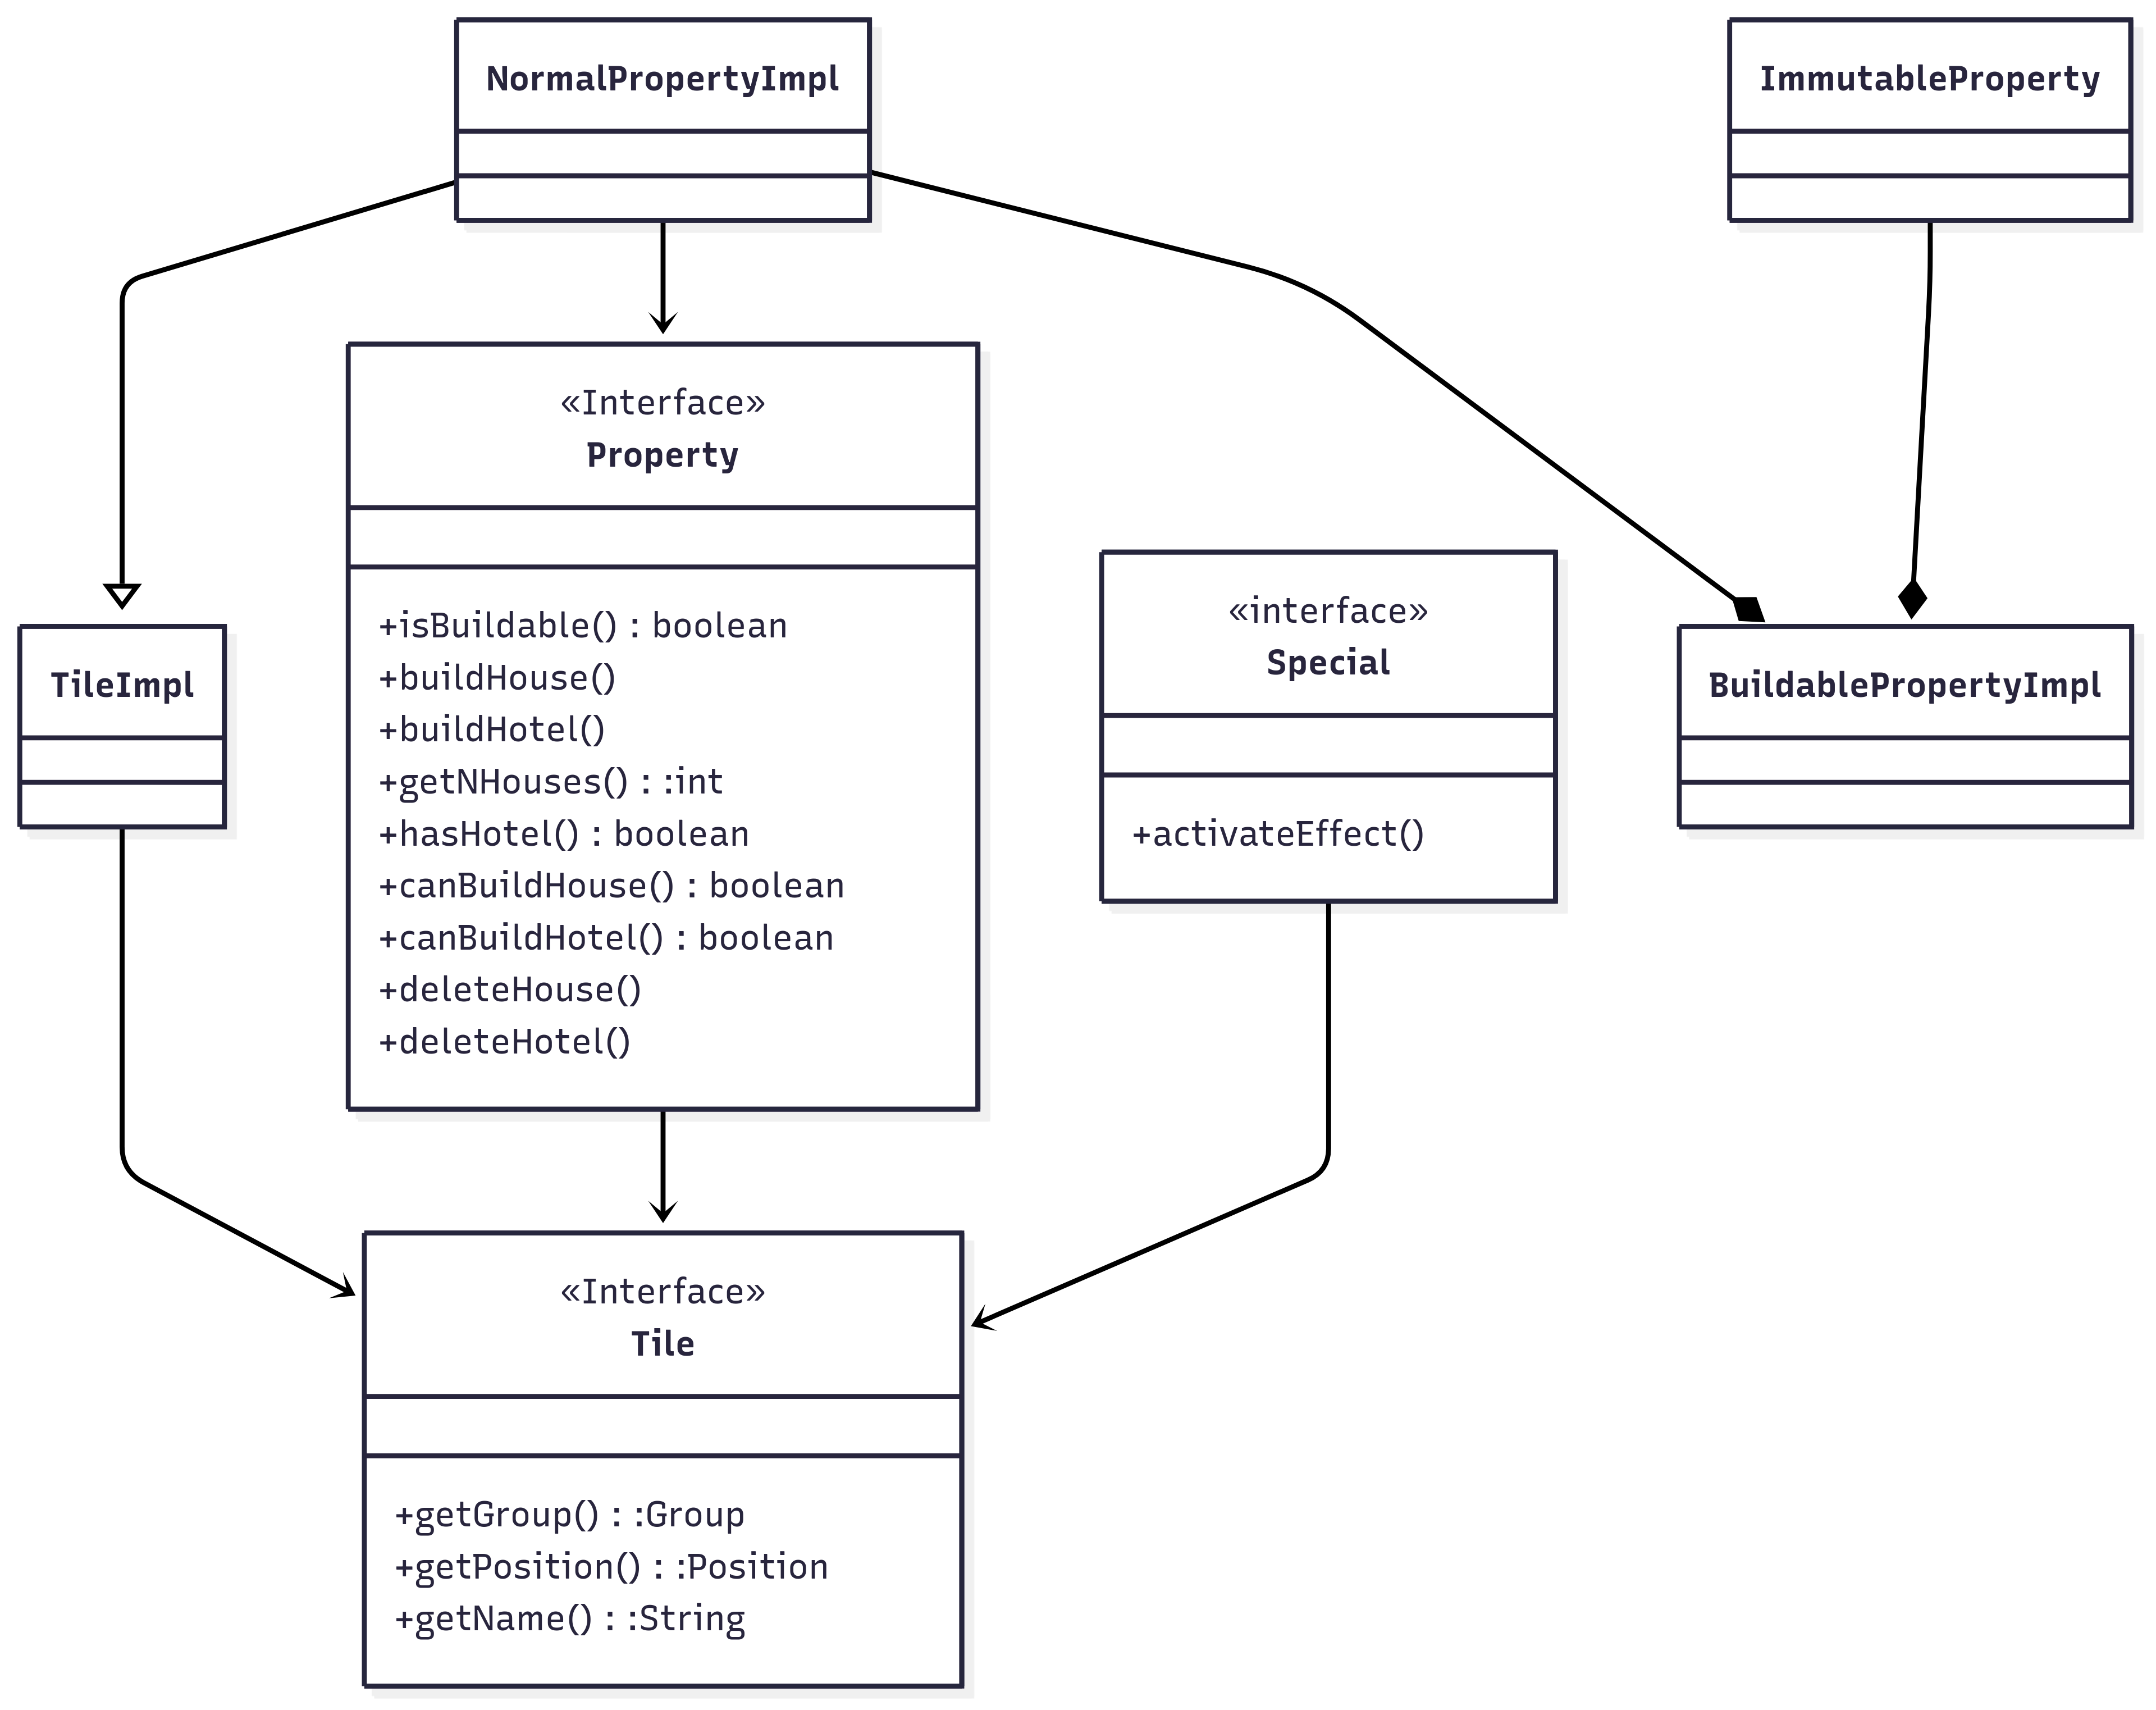 NormalPropertyImpl
ImmutableProperty
«Interface»
Property
+isBuildable() : boolean
+buildHouse()
+buildHotel()
+getNHouses() : :int
+hasHotel() : boolean
+canBuildHouse() : boolean
+canBuildHotel() : boolean
+deleteHouse()
+deleteHotel()
«interface»
Special
+activateEffect()
TileImpl
BuildablePropertyImpl
«Interface»
Tile
+getGroup() : :Group
+getPosition() : :Position
+getName() : :String